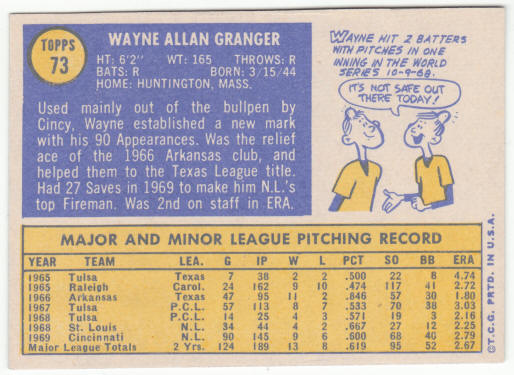 TOPPS
73
WAYNE ALLAN GRANGER
HT: 6'2" WT: 165 THROWS: R
BATS: R BORN: 3/15/44
HOME: HUNTINGTON, MASS.
Used mainly out of the bullpen by
Cincy, Wayne established a new mark
with his 90 Appearances. Was the relief
ace of the 1966 Arkansas club, and
helped them to the Texas League title.
Had 27 Saves in 1969 to make him N.L.'s
top Fireman. Was 2nd on staff in ERA.
WAYNE HIT 2 BATTERS
WITH PITCHES IN ONE
INNING IN THE WORLD
SERIES 10-9-68.
IT'S NOT SAFE OUT
THERE TODAY!
MAJOR AND MINOR LEAGUE PITCHING RECORD
YEAR TEAM LEA. G IP W L PCT SO BB ERA
1965 Tulsa Texas 7 38 2 2 .500 22 8 4.74
1965 Raleigh Carol. 24 162 9 10 .474 117 41 2.72
1966 Arkansas Texas 47 95 11 2 .846 57 30 1.80
1967 Tulsa P.C.L. 57 113 8 7 .533 70 38 3.03
1968 Tulsa P.C.L. 14 25 4 3 .571 19 3 2.16
1968 St. Louis N.L. 34 44 4 2 .667 27 12 2.25
1969 Cincinnati N.L. 90 145 9 6 .600 68 40 2.79
Major League Totals 2 Yrs. 124 189 13 8 .619 95 52 2.67
© T.C.G. PRTD. IN U.S.A.